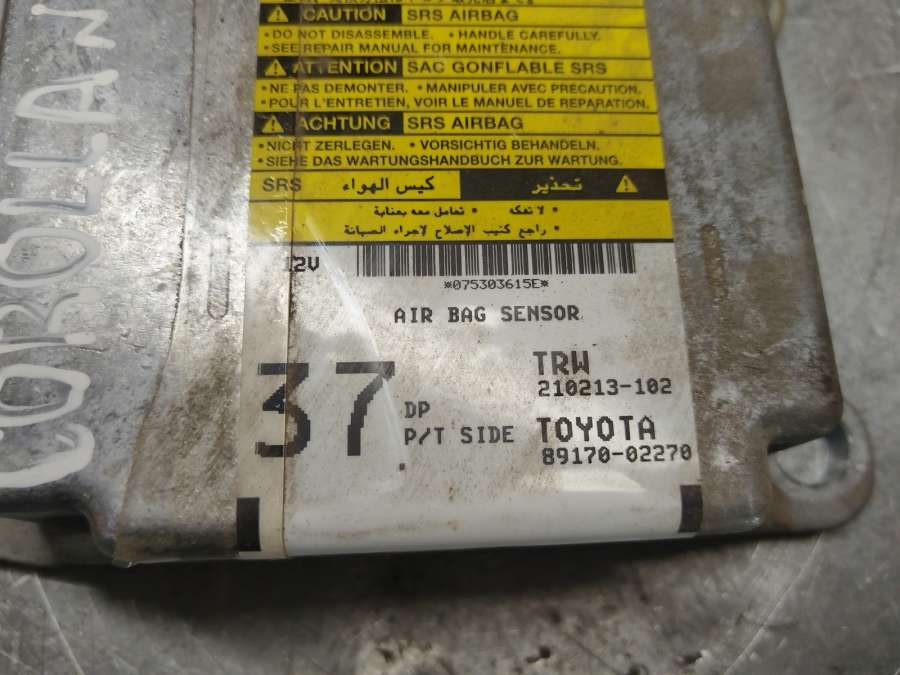 CAUTION SRS AIRBAG
• DO NOT DISASSEMBLE. • HANDLE CAREFULLY.
• SEE REPAIR MANUAL FOR MAINTENANCE.
ATTENTION SAC GONFLABLE SRS
• NE PAS DEMONTER. • MANIPULER AVEC PRECAUTION.
• POUR L'ENTRETIEN, VOIR LE MANUEL DE REPARATION.
ACHTUNG SRS AIRBAG
• NICHT ZERLEGEN. • VORSICHTIG BEHANDELN.
• SIEHE DAS WARTUNGSHANDBUCH ZUR WARTUNG.
تحذير كيس الهواء SRS
• لا تفكه • تعامل معه بعناية
• راجع كتيب الإصلاح لاجراء الصيانة
12V
*075303615E*
AIR BAG SENSOR
37
DP
P/T SIDE
TRW
210213-102
TOYOTA
89170-02270
COROLLA N